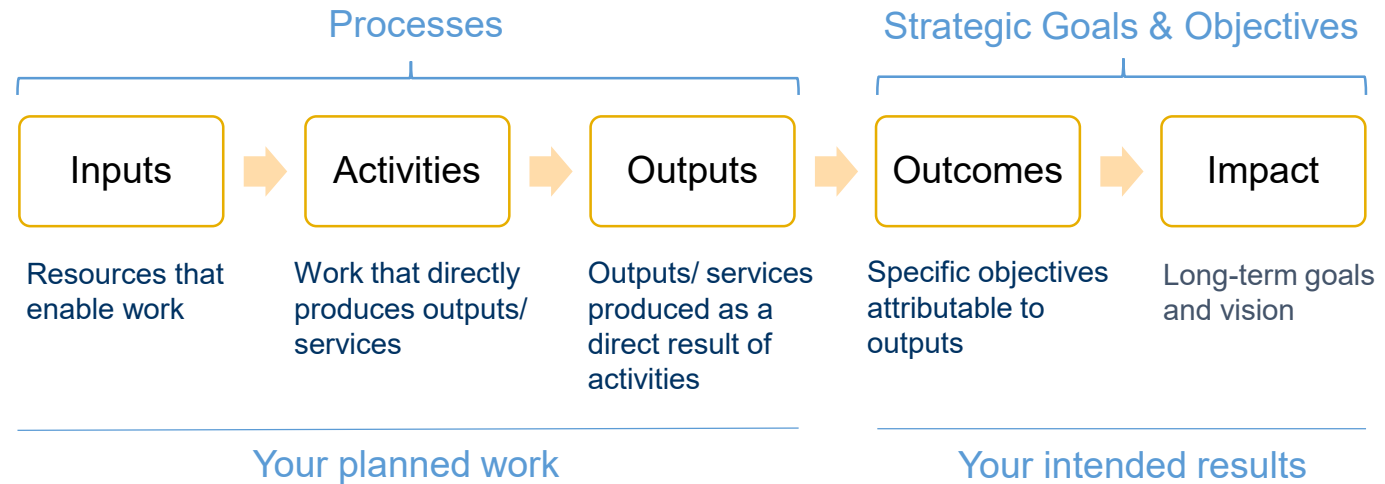 Processes
Strategic Goals & Objectives
Inputs
Activities
Outputs
Outcomes
Impact
Resources that
enable work
Work that directly
produces outputs/
services
Outputs/ services
produced as a
direct result of
activities
Specific objectives
attributable to
outputs
Long-term goals
and vision
Your planned work
Your intended results